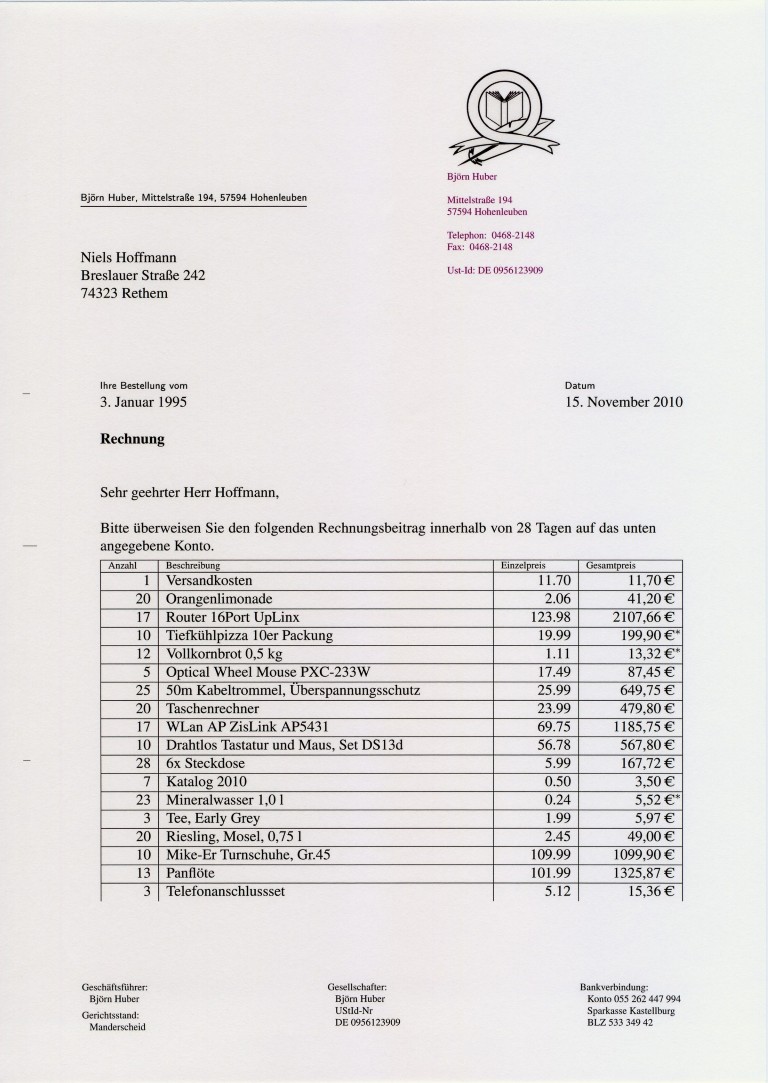 Björn Huber
Mittelstraße 194
57594 Hohenleuben
Telephon: 0468-2148
Fax: 0468-2148
Ust-Id: DE 0956123909
Björn Huber, Mittelstraße 194, 57594 Hohenleuben
Niels Hoffmann
Breslauer Straße 242
74323 Rethem
Ihre Bestellung vom Datum
3. Januar 1995 15. November 2010
Rechnung
Sehr geehrter Herr Hoffmann,
Bitte überweisen Sie den folgenden Rechnungsbeitrag innerhalb von 28 Tagen auf das unten
angegebene Konto.
Anzahl Beschreibung Einzelpreis Gesamtpreis
1 Versandkosten 11.70 11,70 €
20 Orangenlimonade 2.06 41,20 €
17 Router 16Port UpLinx 123.98 2107,66 €
10 Tiefkühlpizza 10er Packung 19.99 199,90 €*
12 Vollkornbrot 0,5 kg 1.11 13,32 €*
5 Optical Wheel Mouse PXC-233W 17.49 87,45 €
25 50m Kabeltrommel, Überspannungsschutz 25.99 649,75 €
20 Taschenrechner 23.99 479,80 €
17 WLan AP ZisLink AP5431 69.75 1185,75 €
10 Drahtlos Tastatur und Maus, Set DS13d 56.78 567,80 €
28 6x Steckdose 5.99 167,72 €
7 Katalog 2010 0.50 3,50 €
23 Mineralwasser 1,0 l 0.24 5,52 €*
3 Tee, Early Grey 1.99 5,97 €
20 Riesling, Mosel, 0,75 l 2.45 49,00 €
10 Mike-Er Turnschuhe, Gr.45 109.99 1099,90 €
13 Panflöte 101.99 1325,87 €
3 Telefonanschlussset 5.12 15,36 €
Geschäftsführer:
Björn Huber
Gerichtsstand:
Manderscheid
Gesellschafter:
Björn Huber
UStId-Nr
DE 0956123909
Bankverbindung:
Konto 055 262 447 994
Sparkasse Kastellburg
BLZ 533 349 42